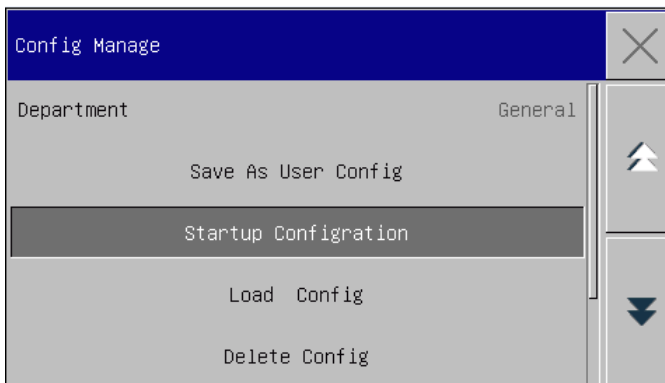 Config Manage
Department General
Save As User Config
Startup Configration
Load Config
Delete Config